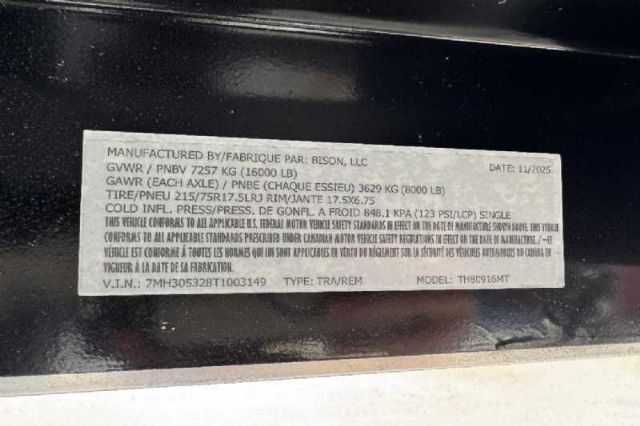 MANUFACTURED BY/FABRIQUE PAR: BISON, LLC DATE: 11/2025
GVWR / PNBV 7257 KG (16000 LB)
GAWR (EACH AXLE) / PNBE (CHAQUE ESSIEU) 3629 KG (8000 LB)
TIRE/PNEU 215/75R17.5LRJ RIM/JANTE 17.5X6.75
COLD INFL. PRESS/PRESS. DE GONFL. A FROID 848.1 KPA (123 PSI/LCP) SINGLE
THIS VEHICLE CONFORMS TO ALL APPLICABLE U.S. FEDERAL MOTOR VEHICLE SAFETY STANDARDS IN EFFECT ON THE DATE OF MANUFACTURE SHOWN ABOVE. THIS VEHICLE
CONFORMS TO ALL APPLICABLE STANDARDS PRESCRIBED UNDER THE CANADIAN MOTOR VEHICLE SAFETY REGULATIONS IN EFFECT ON THE DATE OF MANUFACTURE. / -CE
VÉHICULE EST CONFORME À TOUTES LES NORMES QUI LUI SONT APPLICABLES EN VERTU DU RÈGLEMENT SUR LA SÉCURITÉ DES VÉHICULES AUTOMOBILES DU CANADA EN
VIGUEUR À LA DATE DE SA FABRICATION.
V.I.N.: 7MH305328T1003149 TYPE: TRA/REM MODEL: TH80916MT